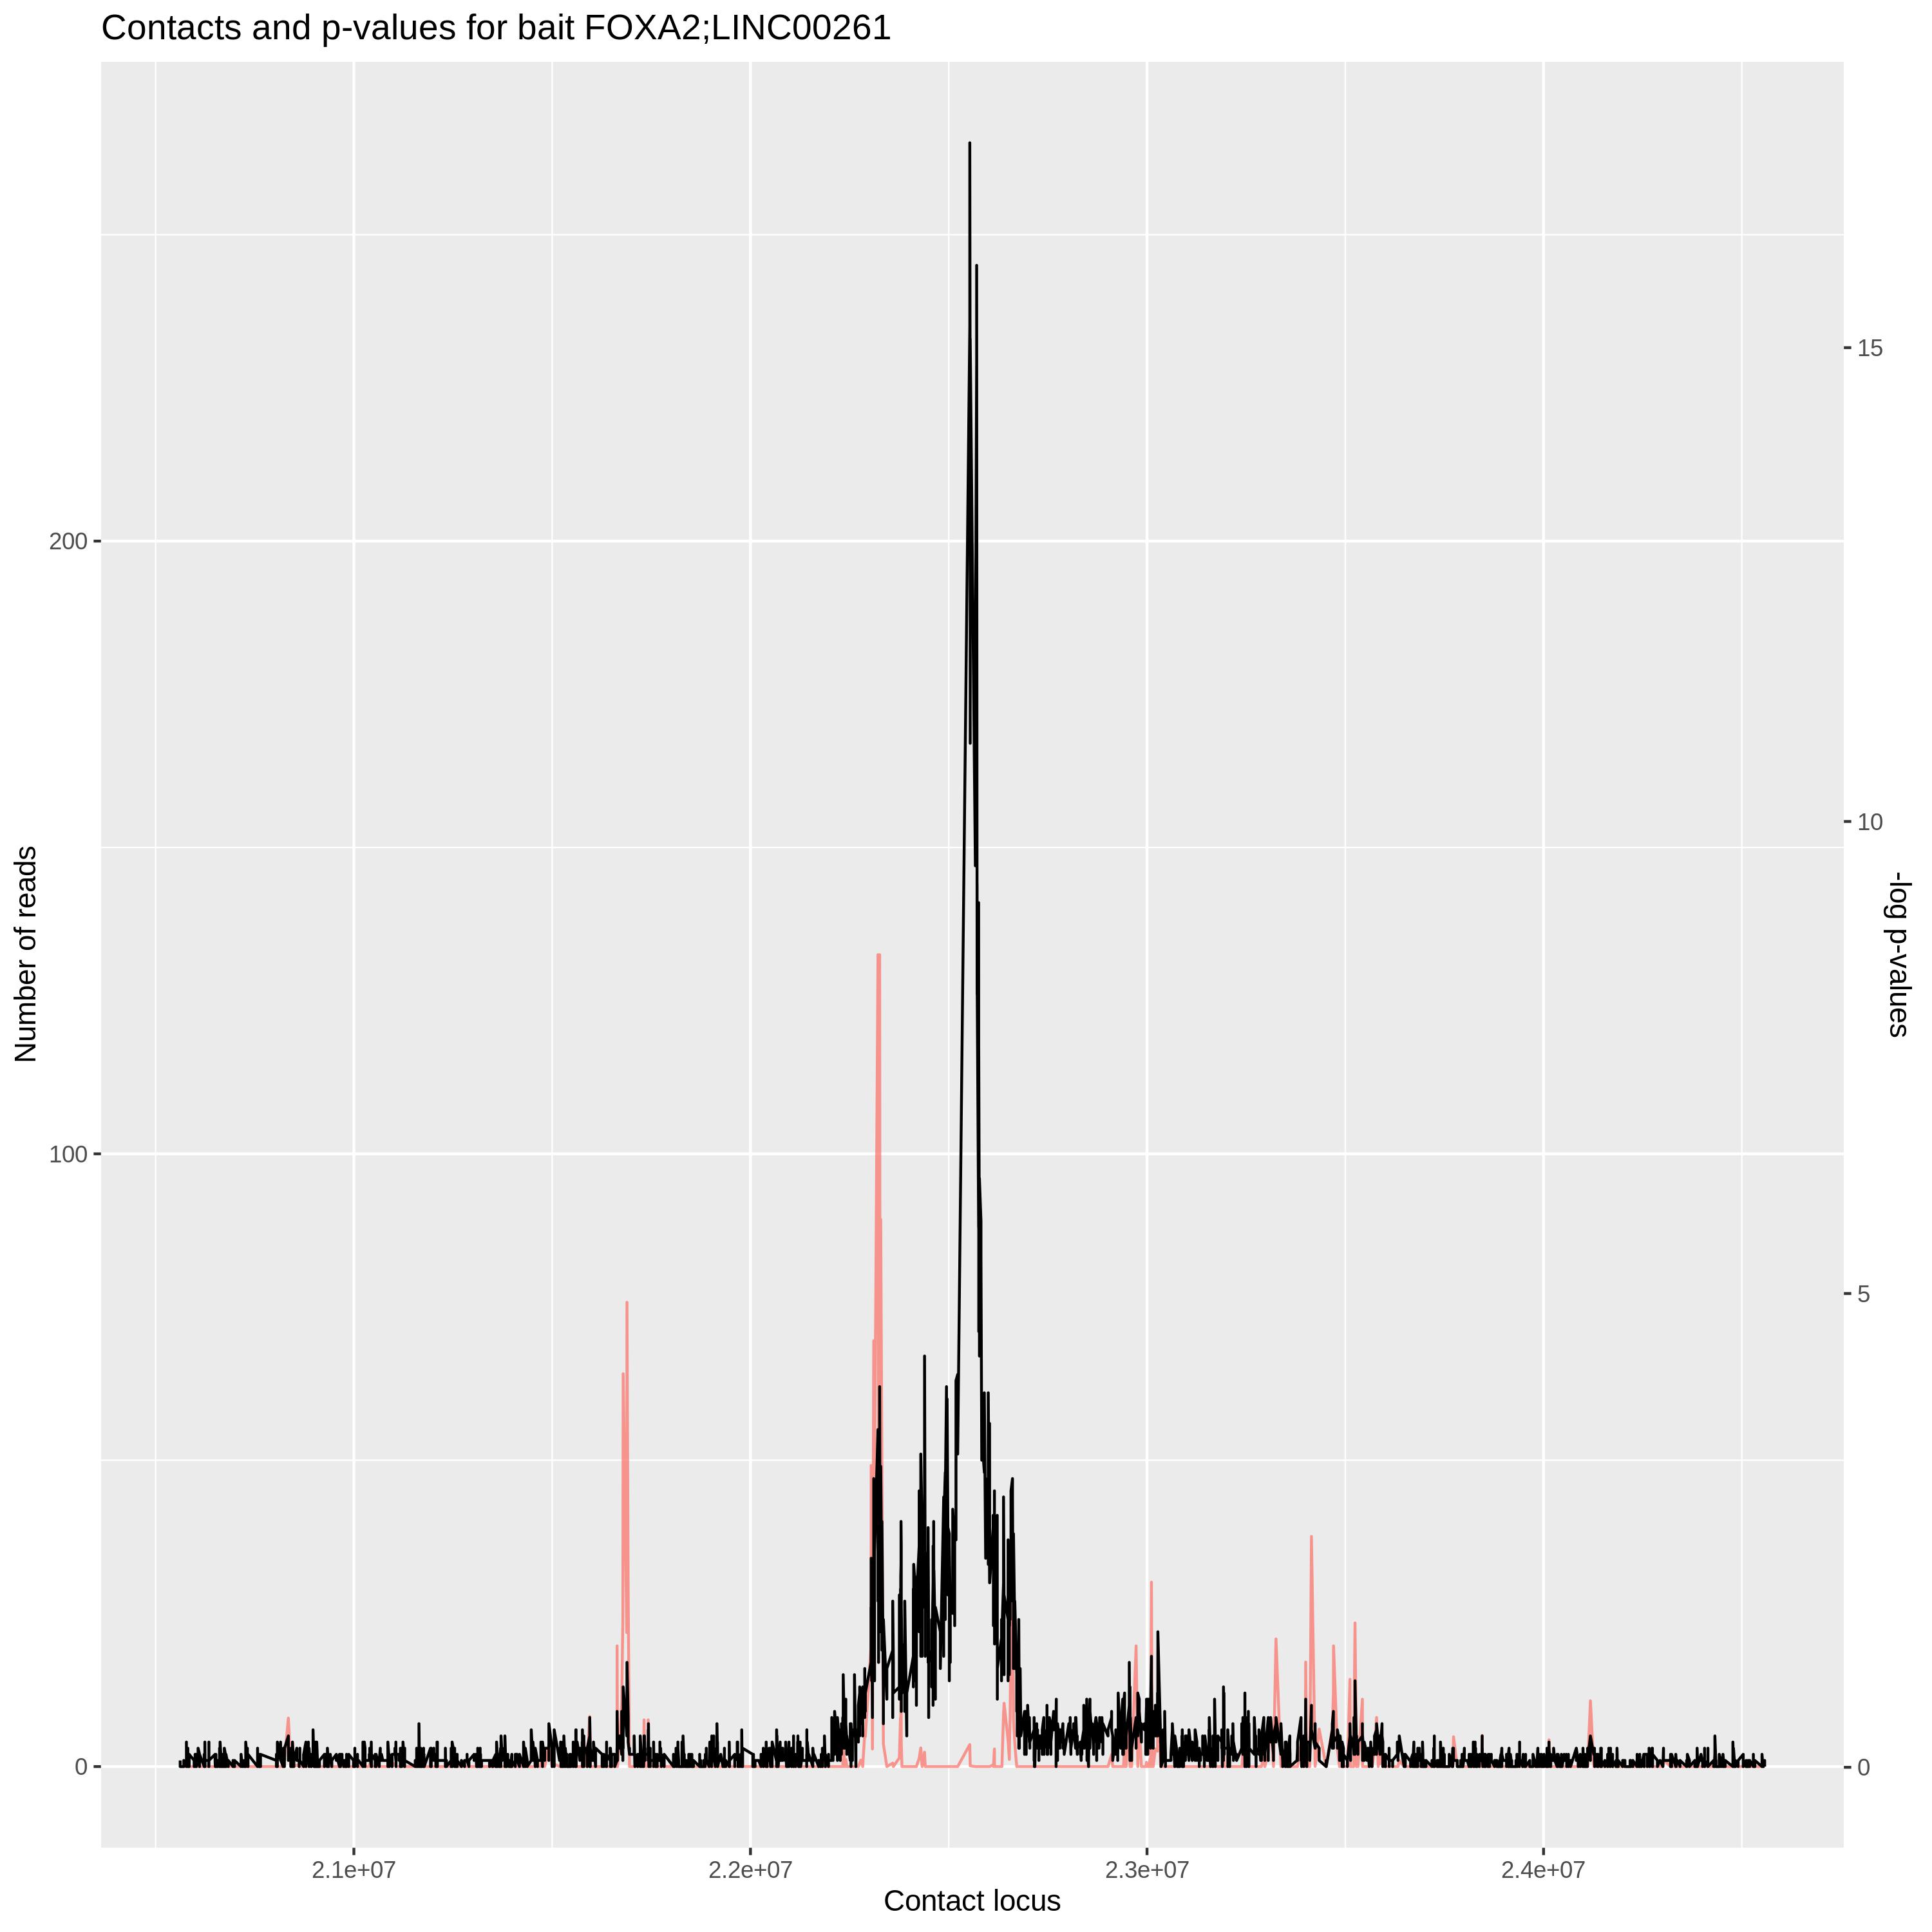 Contacts and p-values for bait FOXA2;LINC00261
Number of reads
200
100
0
15
10
5
0
-log p-values
2.1e+07 2.2e+07 2.3e+07 2.4e+07
Contact locus